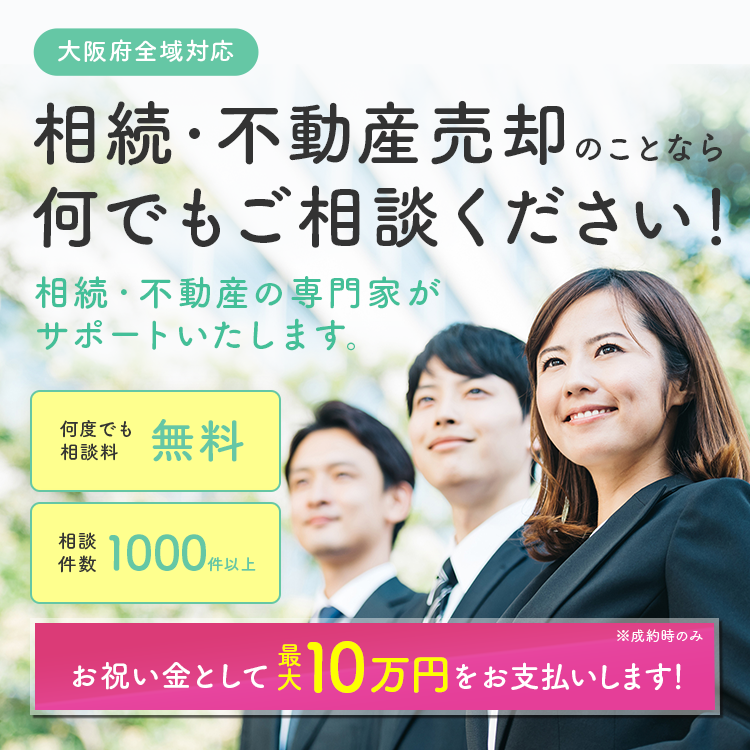 大阪府全域対応
相続・不動産売却のことなら
何でもご相談ください!
相続・不動産の専門家が
サポートいたします。
何度でも
相談料
無料
相談
件数
1000件以上
※成約時のみ
お祝い金として最大10万円をお支払いします!